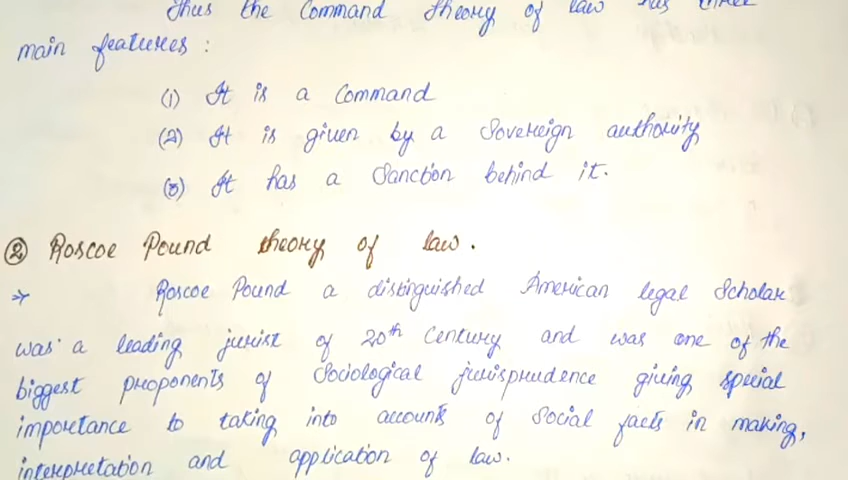 Thus the Command theory of law has three
main features :
(1) It is a Command
(2) It is given by a Sovereign authority
(3) It has a Sanction behind it.
② Roscoe Pound theory of law .
→ Roscoe Pound a distinguished American legal Scholar
was a leading jurist of 20th Century and was one of the
biggest proponents of Sociological jurisprudence giving special
importance to taking into accounts of Social facts in making,
interpretation and application of law.